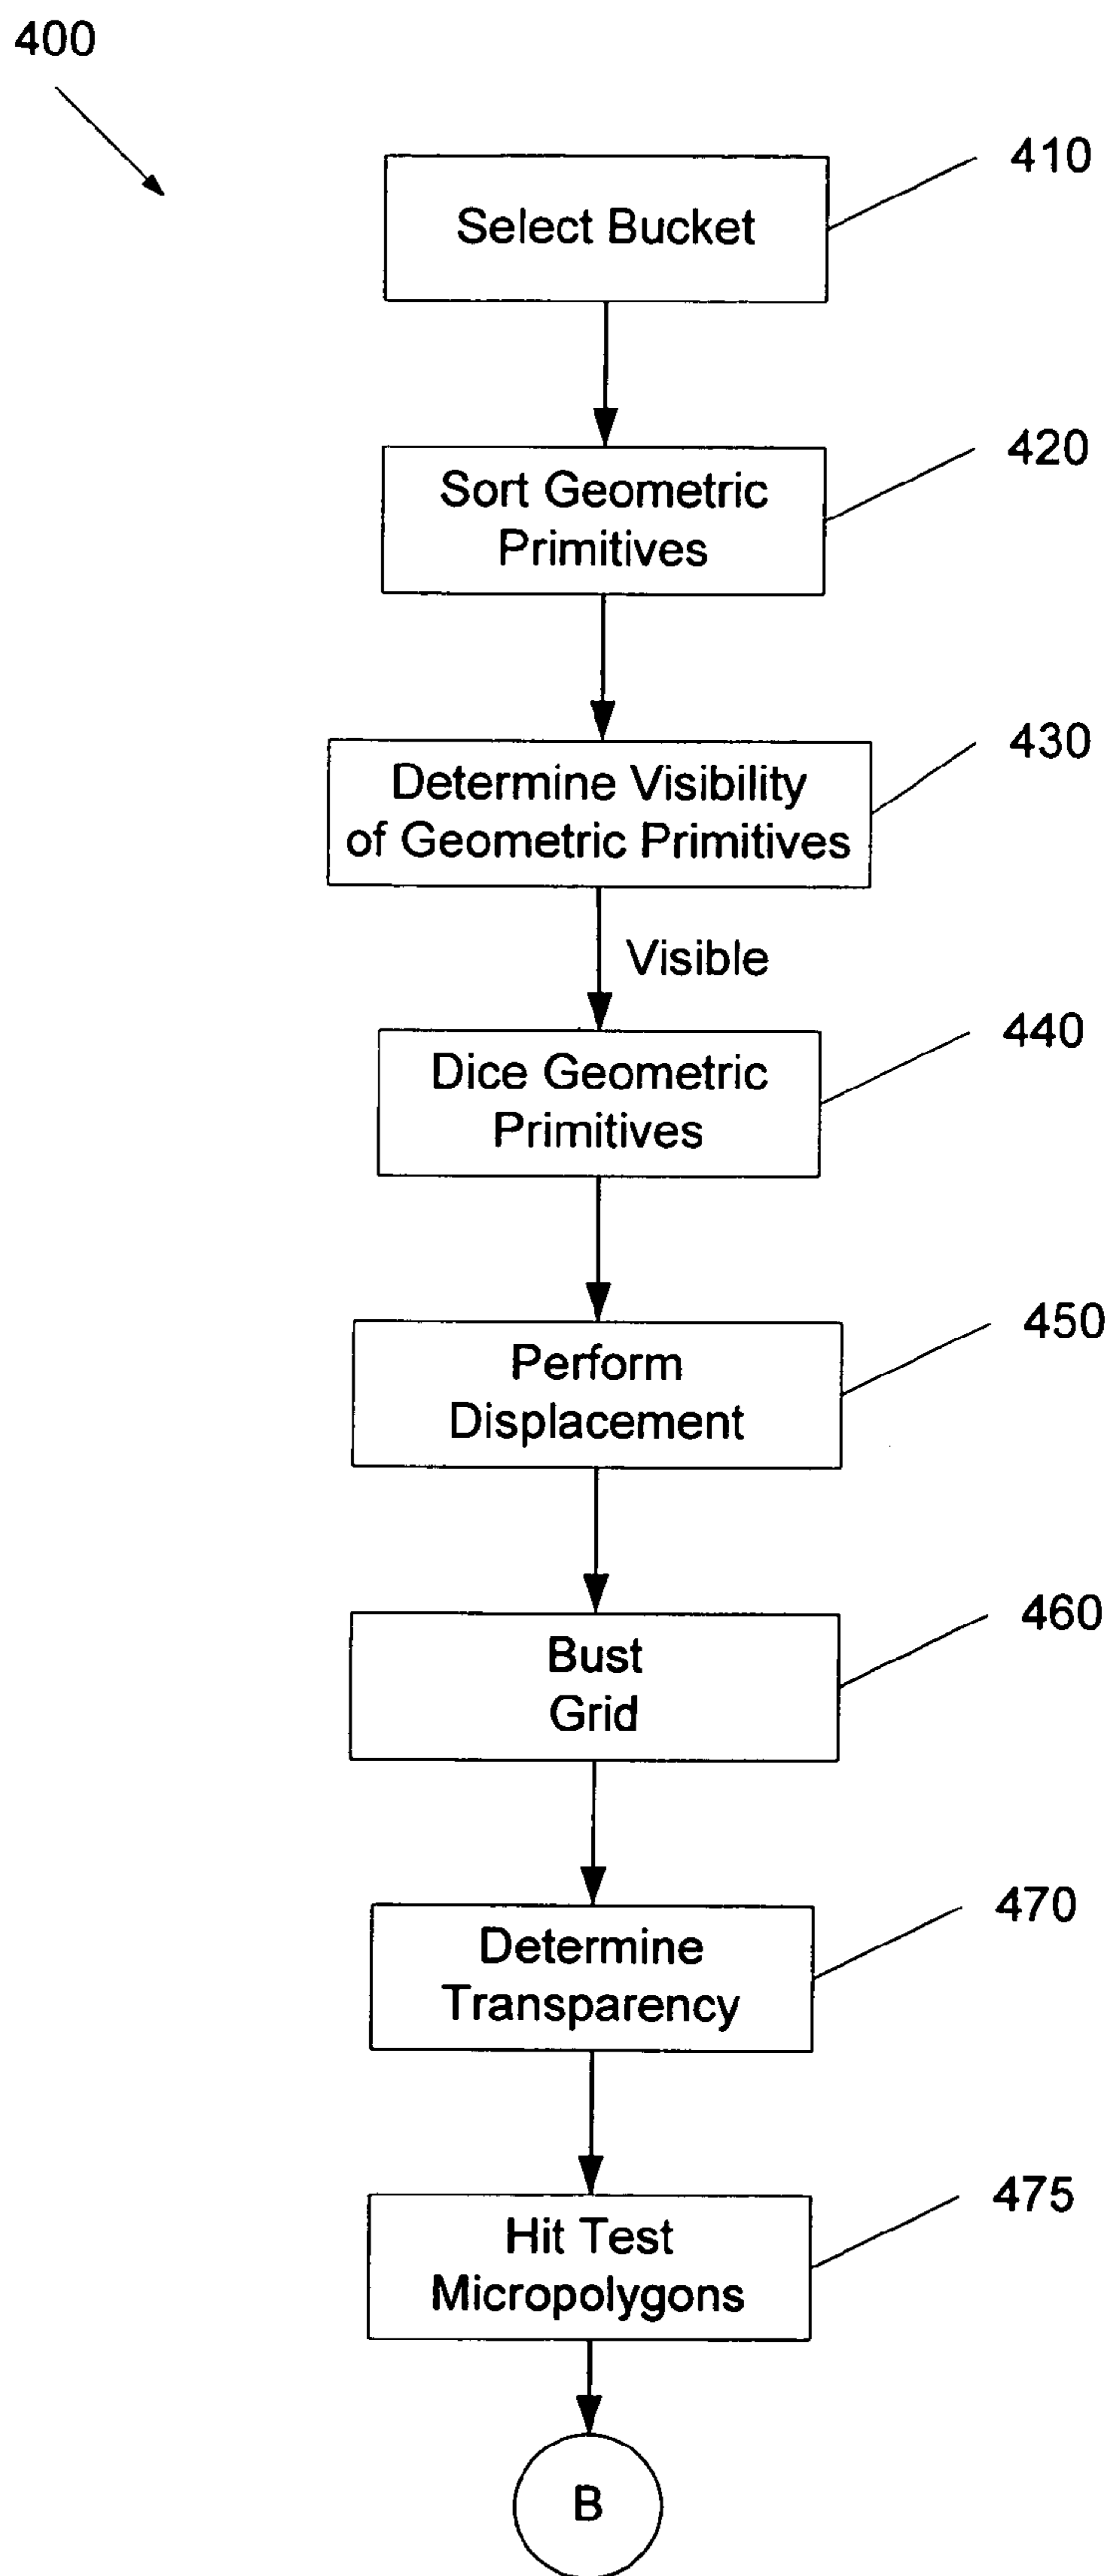 400
410
Select Bucket
420
Sort Geometric
Primitives
430
Determine Visibility
of Geometric Primitives
Visible
440
Dice Geometric
Primitives
450
Perform
Displacement
460
Bust
Grid
470
Determine
Transparency
475
Hit Test
Micropolygons
B